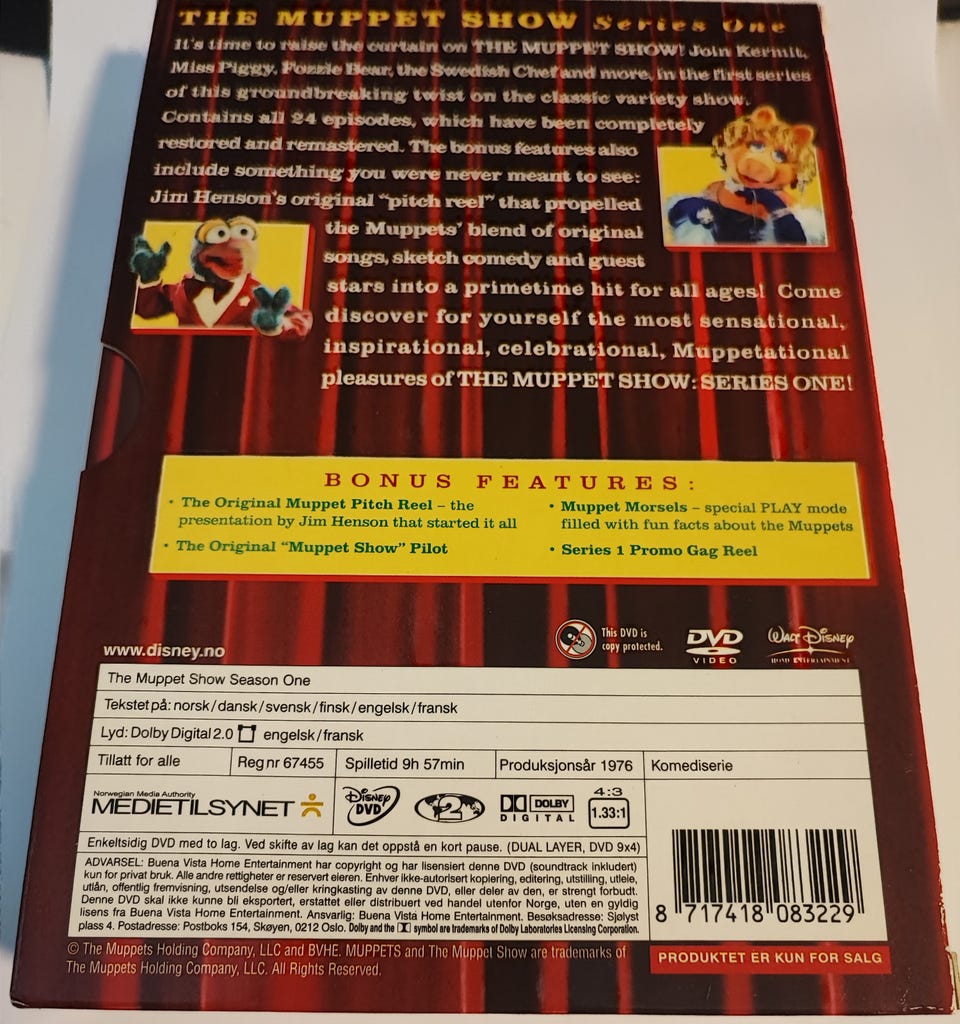 THE MUPPET SHOW Series One
It's time to raise the curtain on THE MUPPET SHOW! Join Kermit,
Miss Piggy, Fozzie Bear, the Swedish Chef and more, in the first series
of this groundbreaking twist on the classic variety show.
Contains all 24 episodes, which have been completely
restored and remastered. The bonus features also
include something you were never meant to see:
Jim Henson's original "pitch reel" that propelled
the Muppets' blend of original
songs, sketch comedy and guest
stars into a primetime hit for all ages! Come
discover for yourself the most sensational,
inspirational, celebrational, Muppetational
pleasures of THE MUPPET SHOW: SERIES ONE!
BONUS FEATURES:
• The Original Muppet Pitch Reel – the
presentation by Jim Henson that started it all
• The Original "Muppet Show" Pilot
• Muppet Morsels – special PLAY mode
filled with fun facts about the Muppets
• Series 1 Promo Gag Reel
www.disney.no
This DVD is
copy protected.
DVD
VIDEO
WALT DISNEY
HOME ENTERTAINMENT
The Muppet Show Season One
Tekstet på: norsk/dansk/svensk/finsk/engelsk/fransk
Lyd: Dolby Digital 2.0 engelsk/fransk
Tillatt for alle
Reg nr 67455
Spilletid 9h 57min
Produksjonsår 1976
Komediserie
Norwegian Media Authority
MEDIETILSYNET
Disney
DVD
2
DOLBY
DIGITAL
4:3
1.33:1
Enkeltsidig DVD med to lag. Ved skifte av lag kan det oppstå en kort pause. (DUAL LAYER, DVD 9x4)
ADVARSEL: Buena Vista Home Entertainment har copyright og har lisensiert denne DVD (soundtrack inkludert)
kun for privat bruk. Alle andre rettigheter er reservert eieren. Enhver ikke-autorisert kopiering, editering, utstilling, utleie,
utlån, offentlig fremvisning, utsendelse og/eller kringkasting av denne DVD, eller deler av den, er strengt forbudt.
Denne DVD skal ikke kunne bli eksportert, erstattet eller distribuert ved handel utenfor Norge, uten en gyldig
lisens fra Buena Vista Home Entertainment. Ansvarlig: Buena Vista Home Entertainment. Besøksadresse: Sjølyst
plass 4. Postadresse: Postboks 154, Skøyen, 0212 Oslo. Dolby and the symbol are trademarks of Dolby Laboratories Licensing Corporation.
8 717418 083229
© The Muppets Holding Company, LLC and BVHE. MUPPETS and The Muppet Show are trademarks of
The Muppets Holding Company, LLC. All Rights Reserved.
PRODUKTET ER KUN FOR SALG